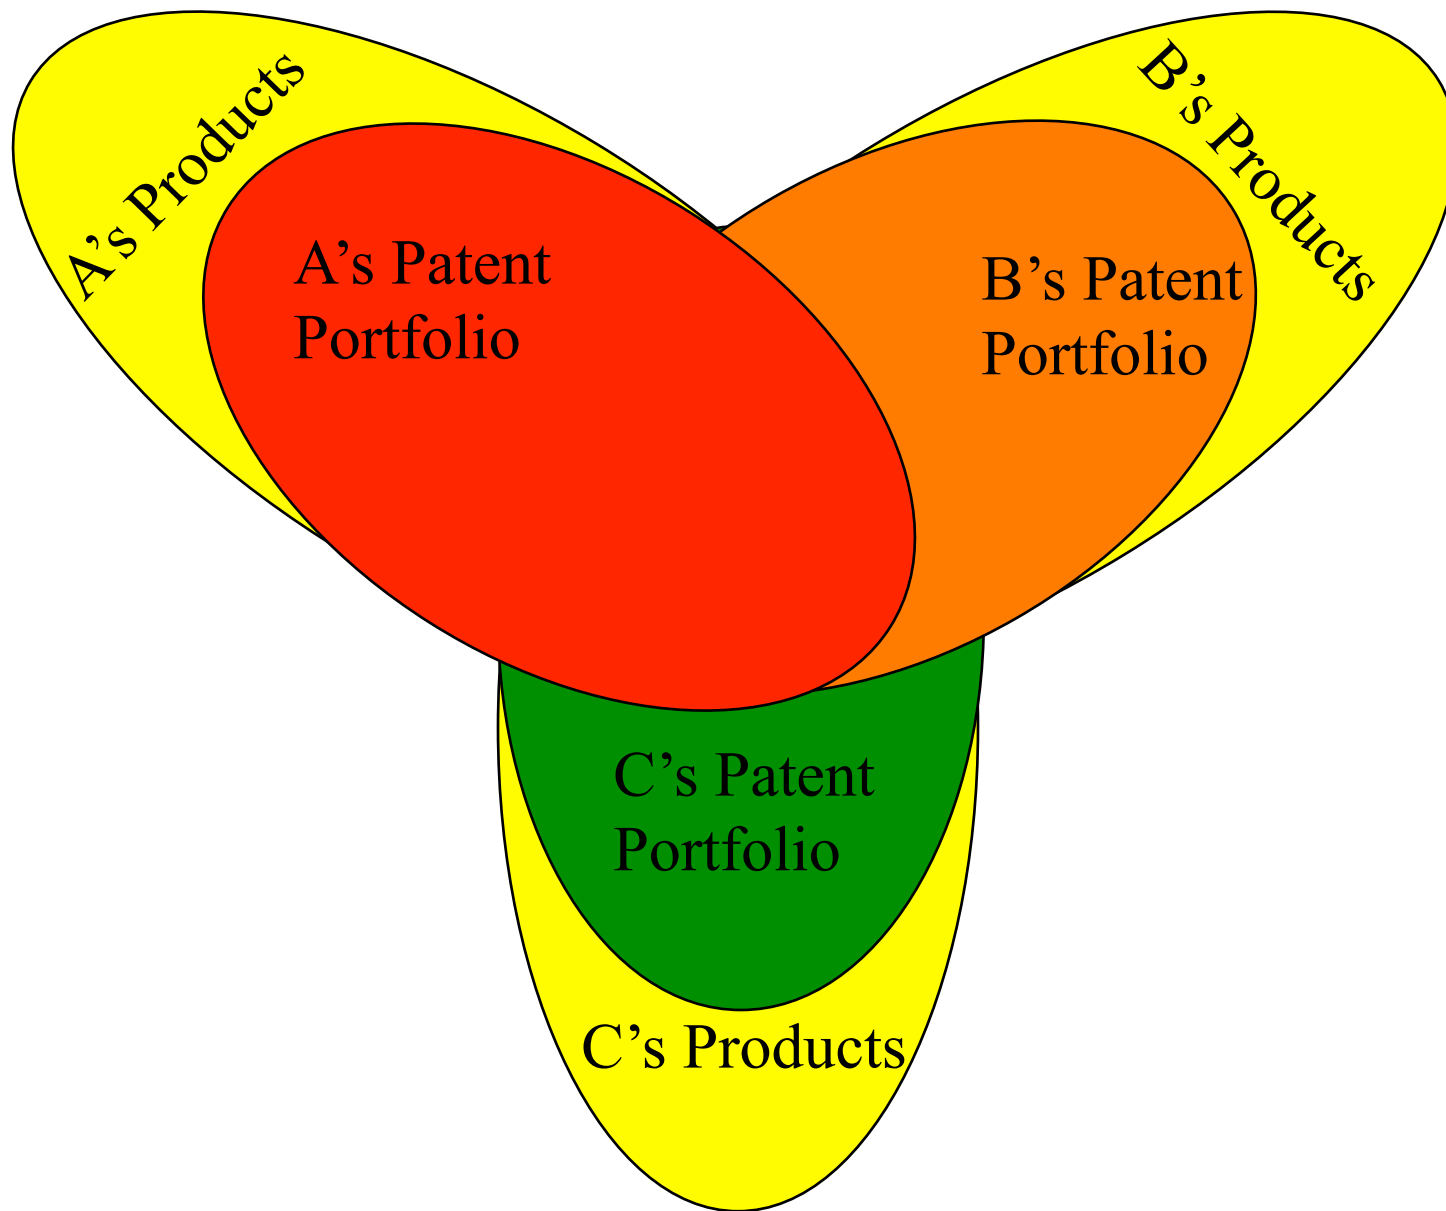 A’s Products
B’s Products
A’s Patent
Portfolio
B’s Patent
Portfolio
C’s Patent
Portfolio
C’s Products